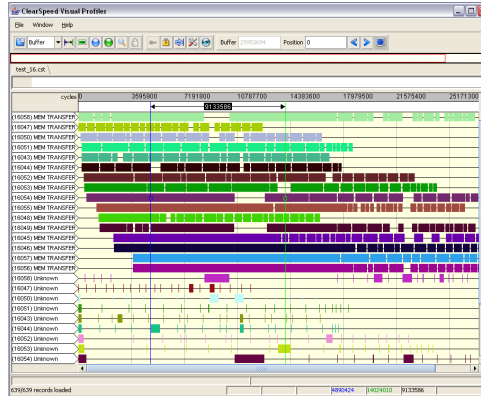 ClearSpeed Visual Profiler
File Window Help
Buffer Buffer 29953694 Position 0
test_16.cst
cycles 0 3595900 7191800 10787700 14383600 17979500 21575400 25171300
9133586
(16058) MEM TRANSFER
(16047) MEM TRANSFER
(16050) MEM TRANSFER
(16051) MEM TRANSFER
(16043) MEM TRANSFER
(16044) MEM TRANSFER
(16052) MEM TRANSFER
(16053) MEM TRANSFER
(16054) MEM TRANSFER
(16055) MEM TRANSFER
(16048) MEM TRANSFER
(16049) MEM TRANSFER
(16045) MEM TRANSFER
(16046) MEM TRANSFER
(16057) MEM TRANSFER
(16056) MEM TRANSFER
(16058) Unknown
(16047) Unknown
(16050) Unknown
(16051) Unknown
(16043) Unknown
(16044) Unknown
(16052) Unknown
(16053) Unknown
(16054) Unknown
639/639 records loaded 4890424 14024010 9133586